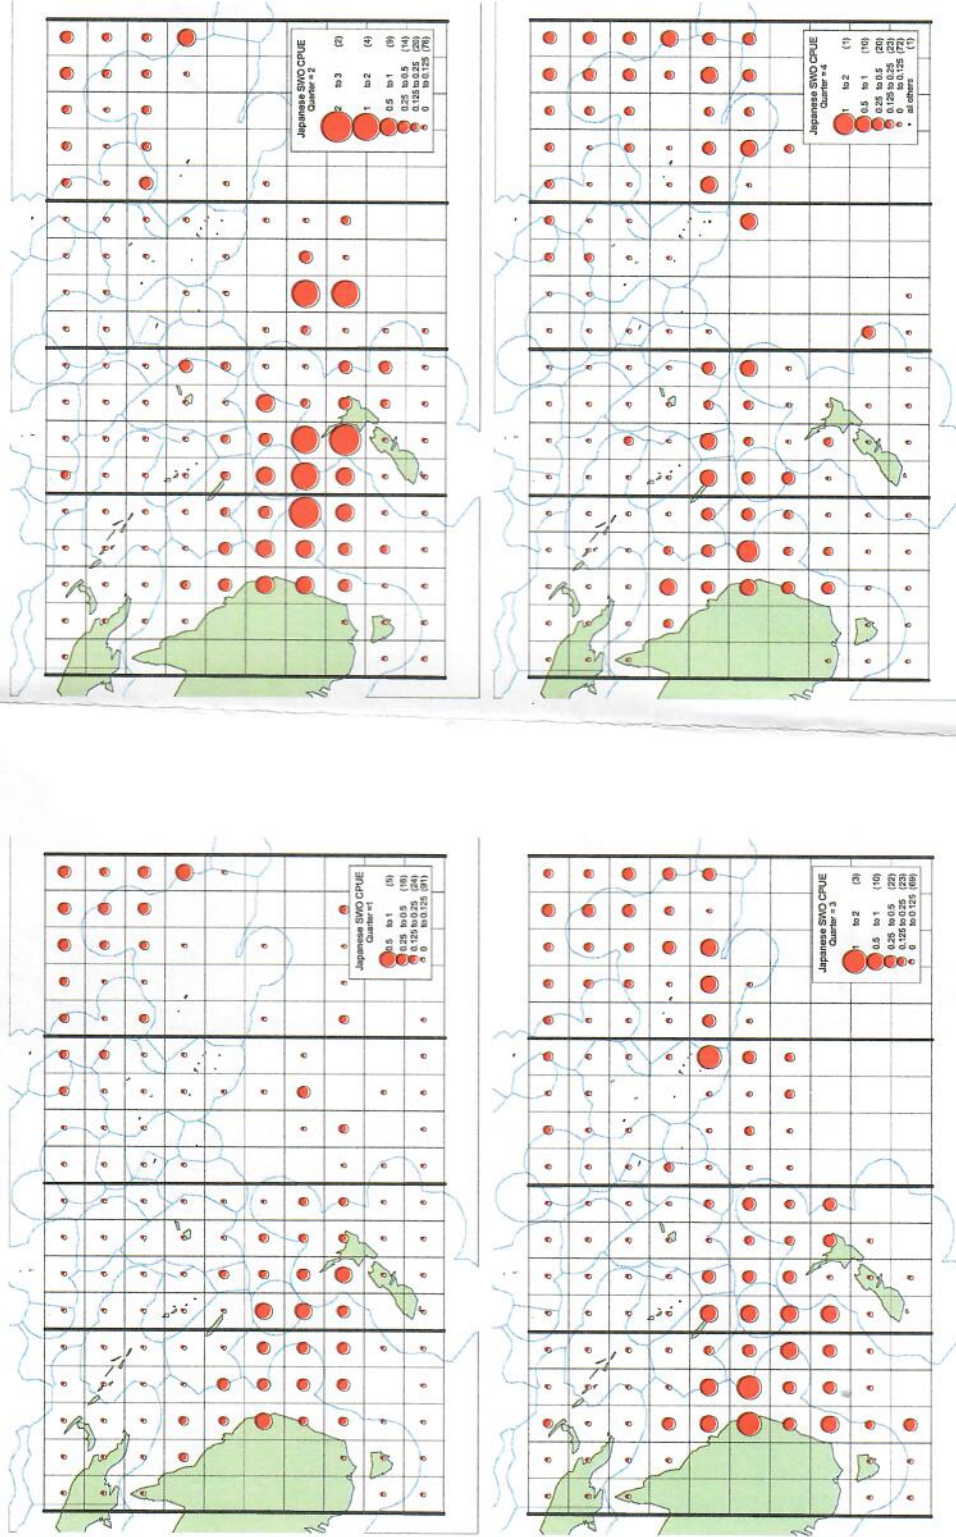 Japanese SWO CPUE
Quarter =1
0.5 to 1 (5)
0.25 to 0.5 (16)
0.125 to 0.25 (24)
0 to 0.125 (91)
Japanese SWO CPUE
Quarter = 2
2 to 3 (2)
1 to 2 (4)
0.5 to 1 (9)
0.25 to 0.5 (14)
0.125 to 0.25 (20)
0 to 0.125 (76)
Japanese SWO CPUE
Quarter = 3
1 to 2 (3)
0.5 to 1 (10)
0.25 to 0.5 (22)
0.125 to 0.25 (23)
0 to 0.125 (69)
Japanese SWO CPUE
Quarter = 4
1 to 2 (1)
0.5 to 1 (10)
0.25 to 0.5 (20)
0.125 to 0.25 (23)
0 to 0.125 (72)
all others (1)